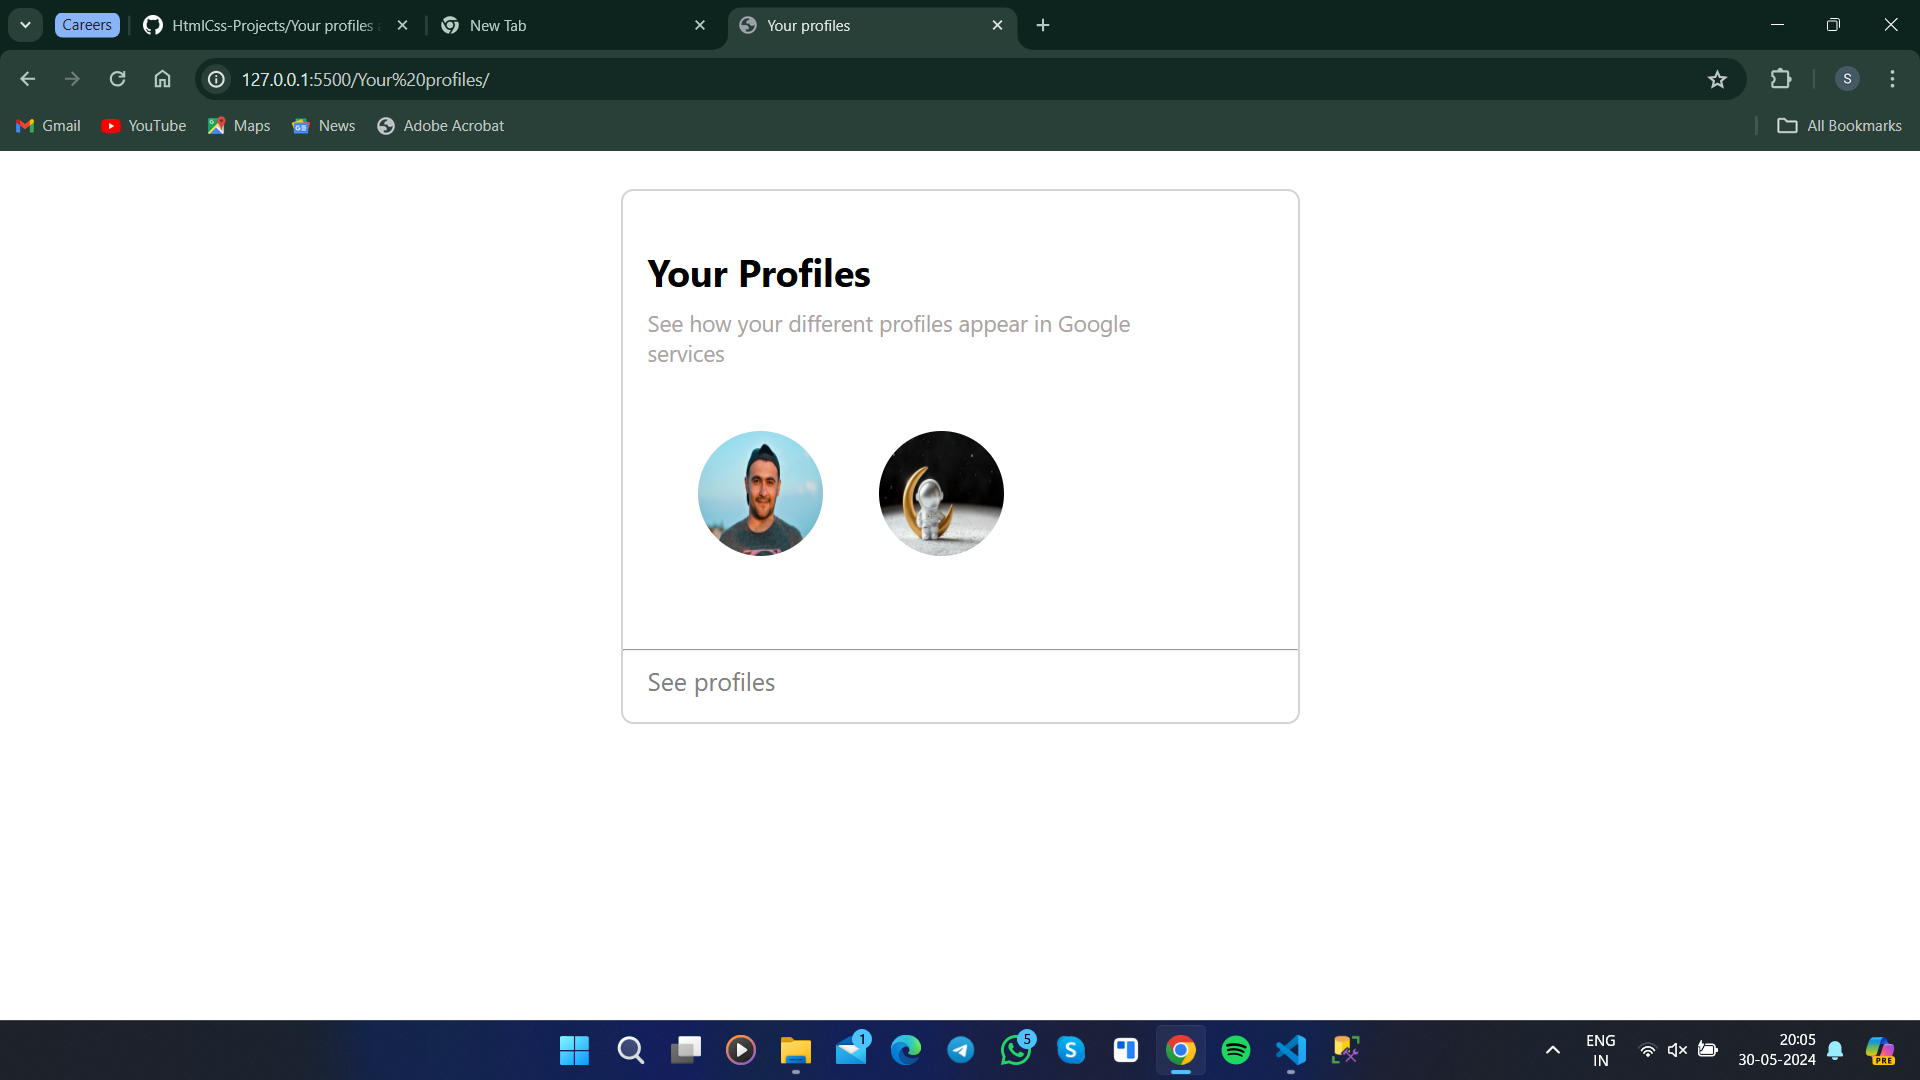 Careers
HtmlCss-Projects/Your profiles
New Tab
Your profiles
127.0.0.1:5500/Your%20profiles/
S
Gmail
YouTube
Maps
News
Adobe Acrobat
All Bookmarks
Your Profiles
See how your different profiles appear in Google
services
See profiles
1
5
S
ENG
IN
20:05
30-05-2024
PRE